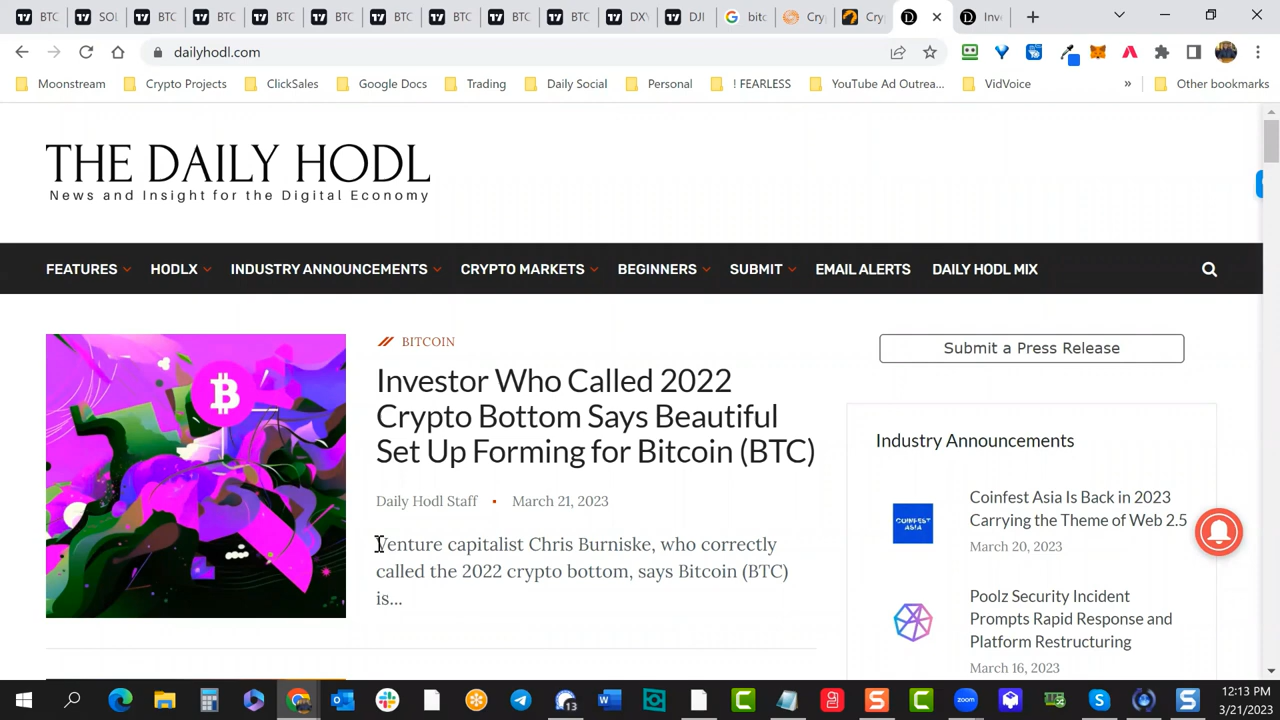 BTC
SOL
BTC
BTC
BTC
BTC
BTC
BTC
BTC
BTC
DXY
DJI
bitc
Cry
Cry
Inve
dailyhodl.com
Moonstream
Crypto Projects
ClickSales
Google Docs
Trading
Daily Social
Personal
! FEARLESS
YouTube Ad Outrea...
VidVoice
»
Other bookmarks
THE DAILY HODL
News and Insight for the Digital Economy
FEATURES
HODLX
INDUSTRY ANNOUNCEMENTS
CRYPTO MARKETS
BEGINNERS
SUBMIT
EMAIL ALERTS
DAILY HODL MIX
BITCOIN
Investor Who Called 2022
Crypto Bottom Says Beautiful
Set Up Forming for Bitcoin (BTC)
Daily Hodl Staff
March 21, 2023
Venture capitalist Chris Burniske, who correctly
called the 2022 crypto bottom, says Bitcoin (BTC)
is...
Submit a Press Release
Industry Announcements
COINFEST
ASIA
Coinfest Asia Is Back in 2023
Carrying the Theme of Web 2.5
March 20, 2023
Poolz Security Incident
Prompts Rapid Response and
Platform Restructuring
March 16, 2023
13
12:13 PM
3/21/2023